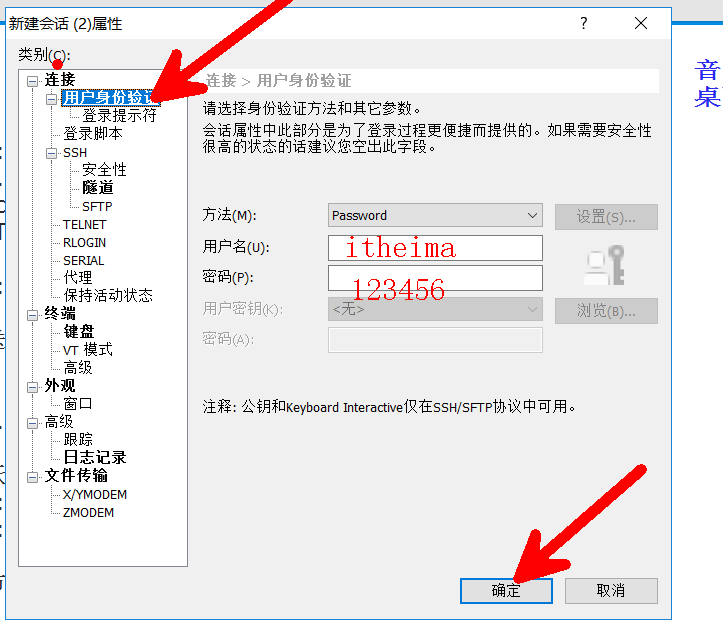 新建会话 (2)属性
?
类别(C):
连接
用户身份验证
登录提示符
登录脚本
SSH
安全性
隧道
SFTP
TELNET
RLOGIN
SERIAL
代理
保持活动状态
终端
键盘
VT 模式
高级
外观
窗口
高级
跟踪
日志记录
文件传输
X/YMODEM
ZMODEM
连接 > 用户身份验证
请选择身份验证方法和其它参数。
会话属性中此部分是为了登录过程更便捷而提供的。如果需要安全性
很高的状态的话建议您空出此字段。
方法(M):
Password
设置(S)...
用户名(U):
itheima
密码(P):
123456
用户密钥(K):
<无>
浏览(B)...
密码(A):
注释: 公钥和Keyboard Interactive仅在SSH/SFTP协议中可用。
确定
取消
音
桌